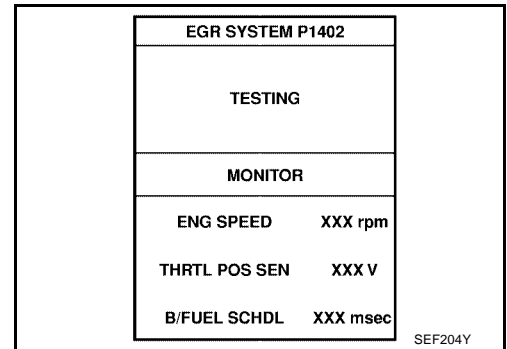 EGR SYSTEM P1402
TESTING
MONITOR
ENG SPEED XXX rpm
THRTL POS SEN XXX V
B/FUEL SCHDL XXX msec
SEF204Y